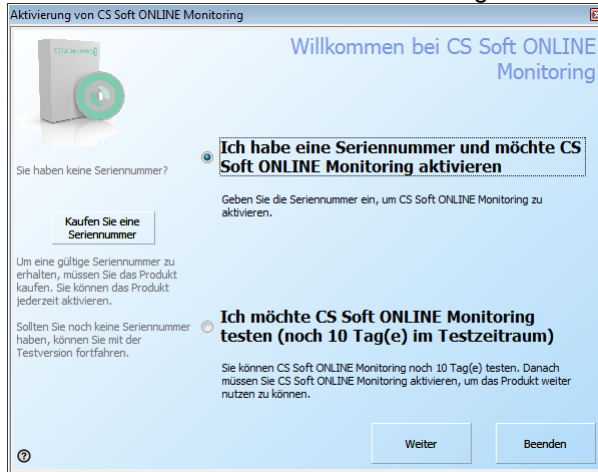 Aktivierung von CS Soft ONLINE Monitoring
Willkommen bei CS Soft ONLINE
Monitoring
Sie haben keine Seriennummer?
Kaufen Sie eine
Seriennummer
Um eine gültige Seriennummer zu
erhalten, müssen Sie das Produkt
kaufen. Sie können das Produkt
jederzeit aktivieren.
Sollten Sie noch keine Seriennummer
haben, können Sie mit der
Testversion fortfahren.
Ich habe eine Seriennummer und möchte CS
Soft ONLINE Monitoring aktivieren
Geben Sie die Seriennummer ein, um CS Soft ONLINE Monitoring zu
aktivieren.
Ich möchte CS Soft ONLINE Monitoring
testen (noch 10 Tag(e) im Testzeitraum)
Sie können CS Soft ONLINE Monitoring noch 10 Tag(e) testen. Danach
müssen Sie CS Soft ONLINE Monitoring aktivieren, um das Produkt weiter
nutzen zu können.
Weiter
Beenden